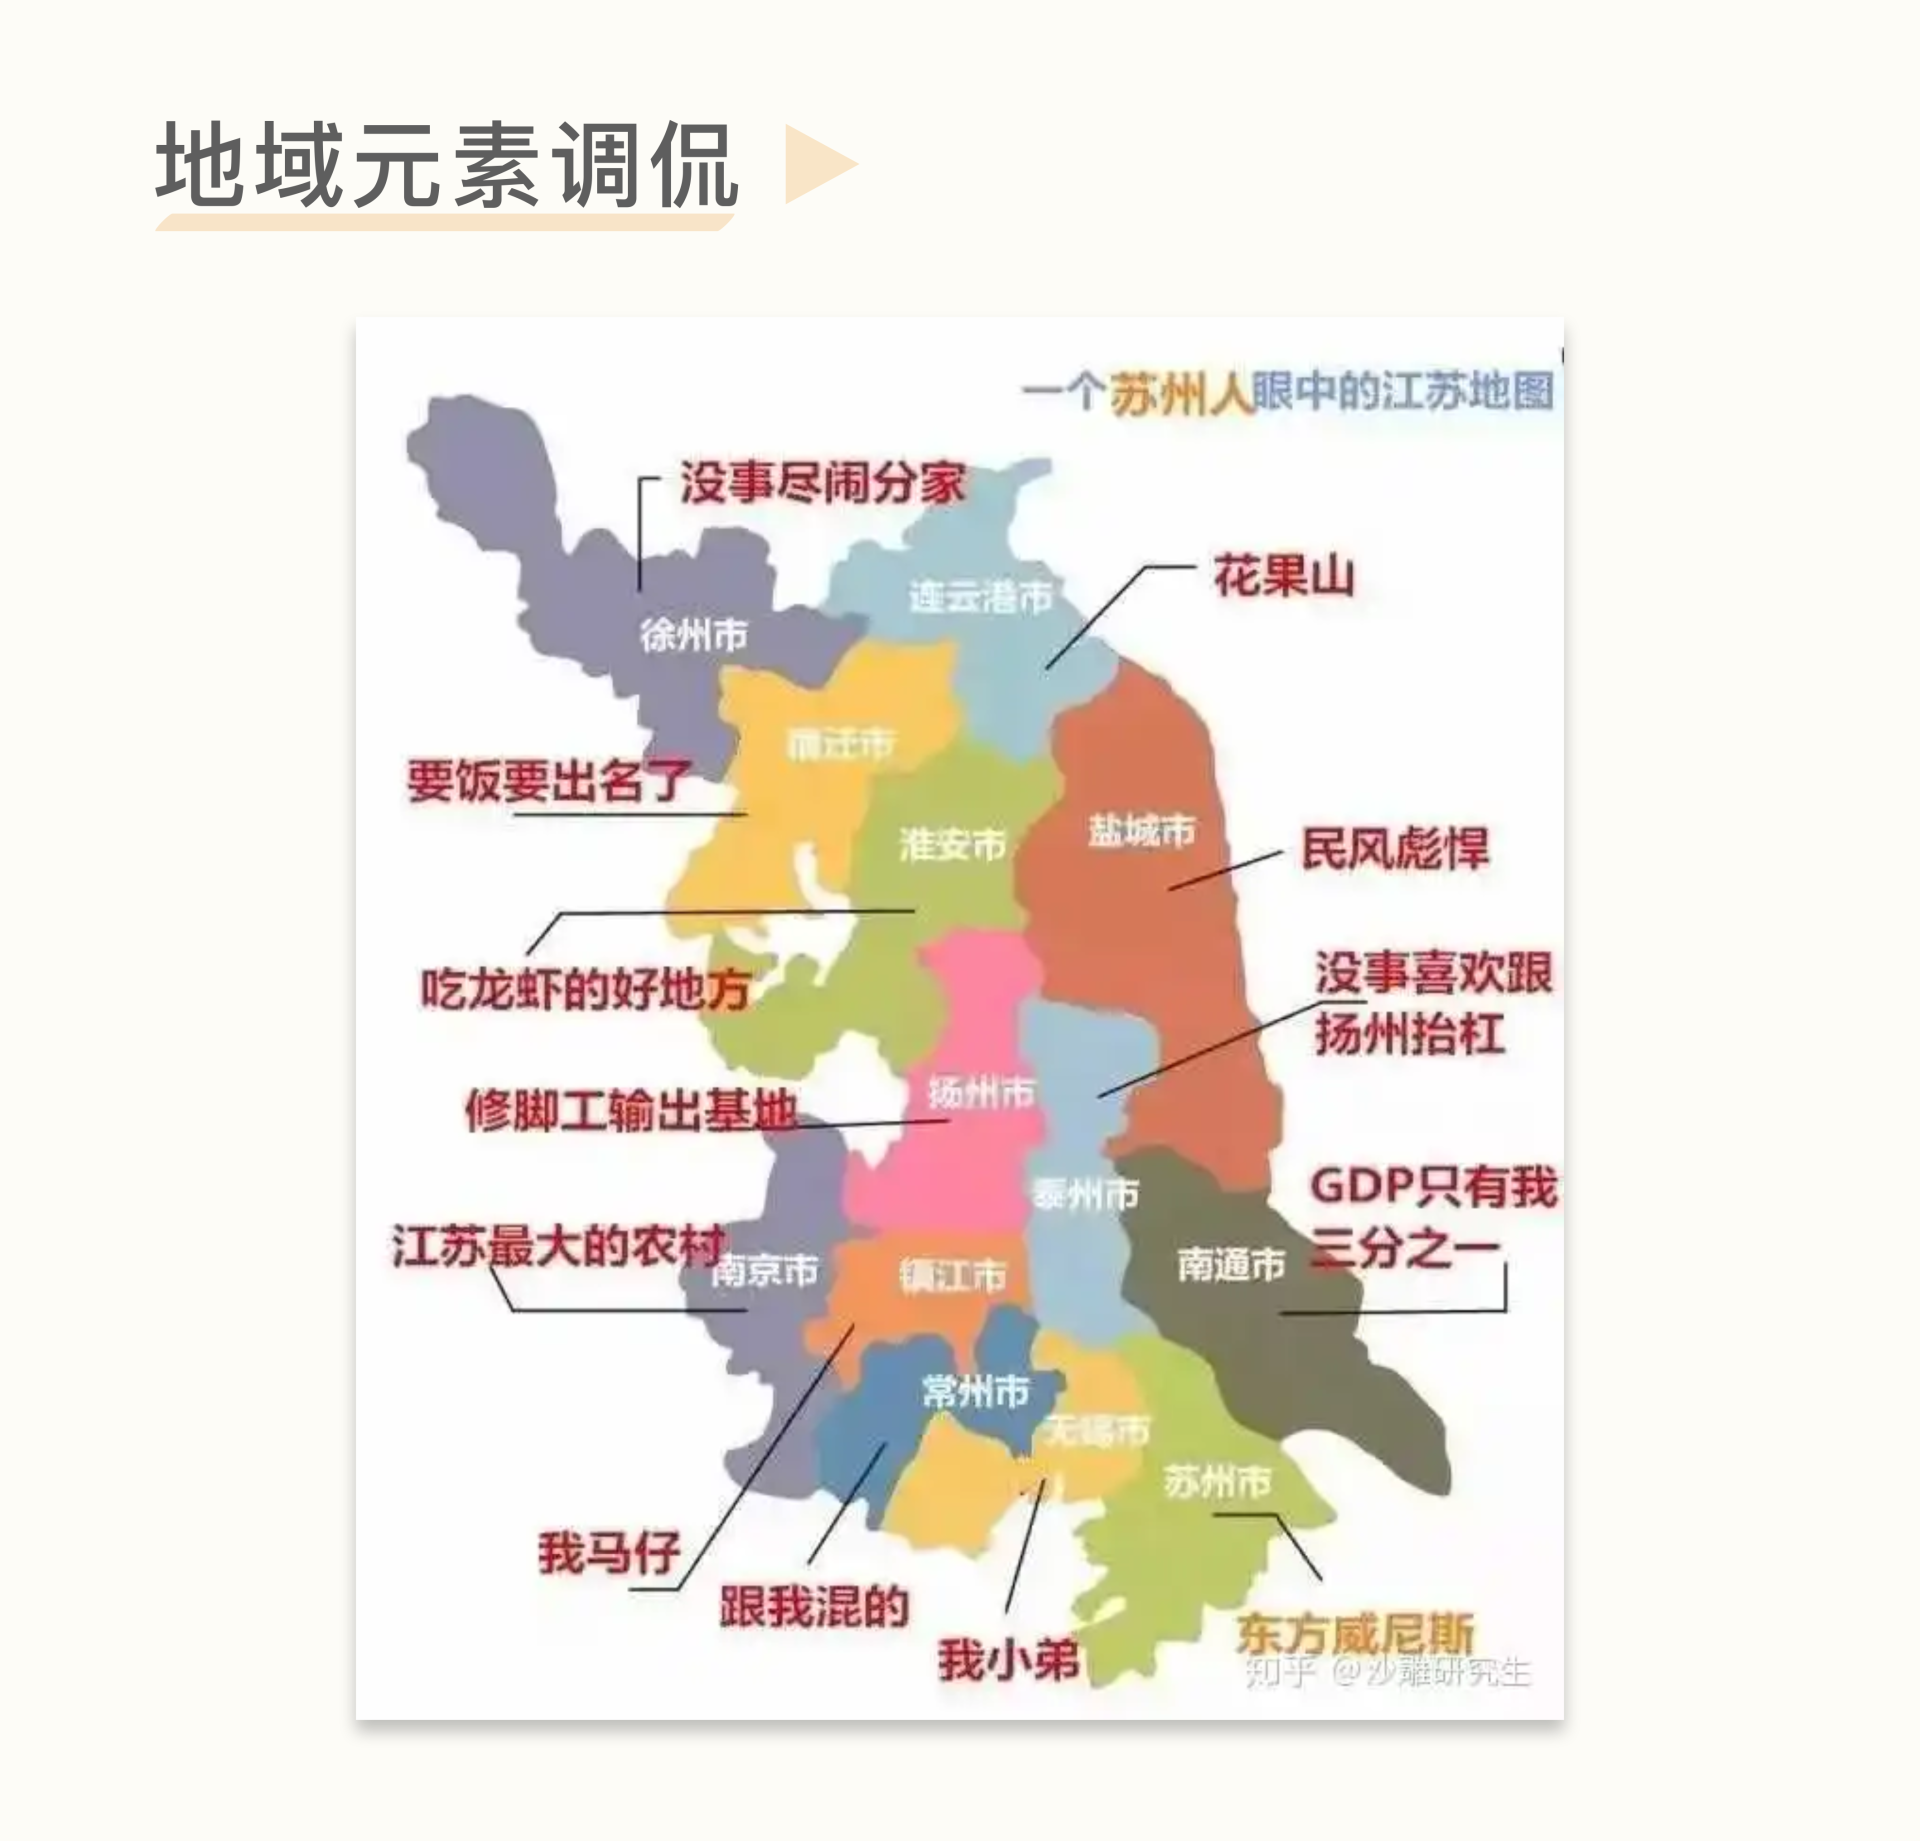 地域元素调侃
一个苏州人眼中的江苏地图
没事尽闹分家
花果山
连云港市
徐州市
宿迁市
要饭要出名了
淮安市
盐城市
民风彪悍
吃龙虾的好地方
没事喜欢跟
扬州抬杠
扬州市
修脚工输出基地
泰州市
GDP只有我
三分之一
江苏最大的农村
南京市
镇江市
南通市
常州市
无锡市
苏州市
我马仔
跟我混的
我小弟
东方威尼斯
知乎 @沙雕研究生